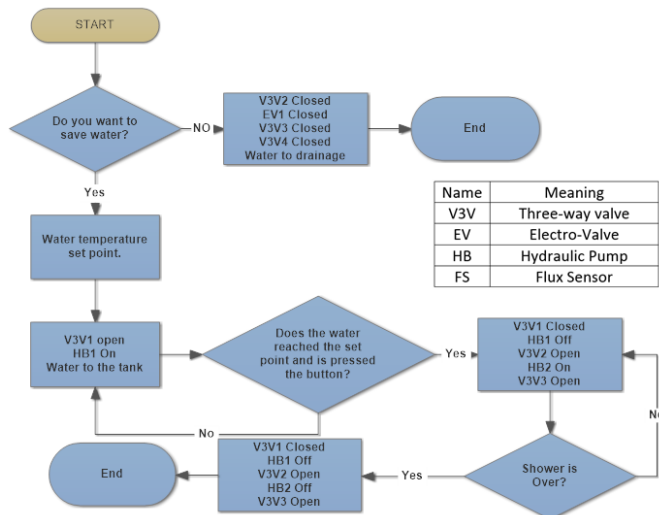 START
Do you want to
save water?
NO
V3V2 Closed
EV1 Closed
V3V3 Closed
V3V4 Closed
Water to drainage
End
Yes
Name Meaning
V3V Three-way valve
EV Electro-Valve
HB Hydraulic Pump
FS Flux Sensor
Water temperature
set point.
V3V1 open
HB1 On
Water to the tank
Does the water
reached the set
point and is pressed
the button?
Yes
V3V1 Closed
HB1 Off
V3V2 Open
HB2 On
V3V3 Open
No
No
Shower is
Over?
Yes
V3V1 Closed
HB1 Off
V3V2 Open
HB2 Off
V3V3 Open
End